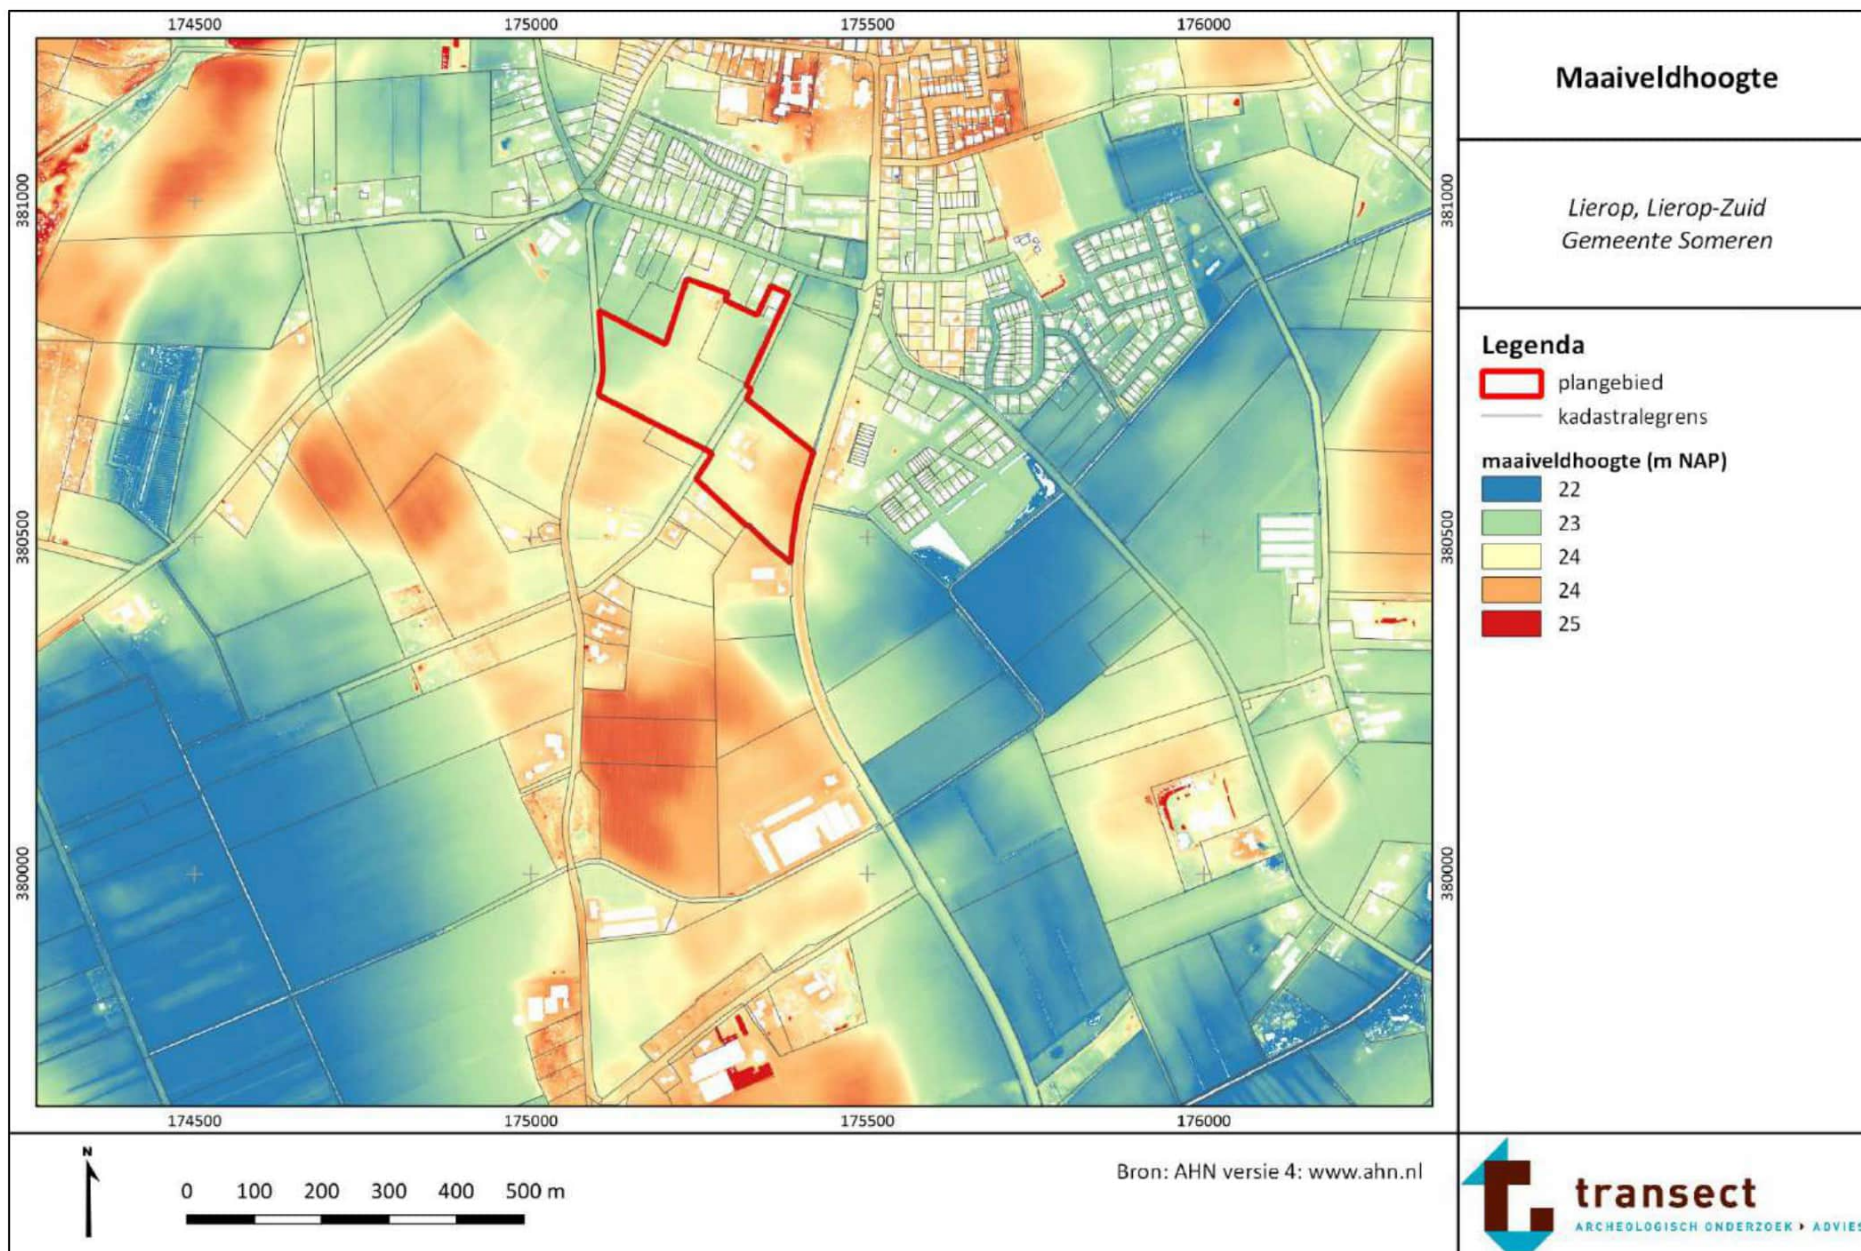 174500 175000 175500 176000
381000
380500
380000
381000
380500
380000
174500 175000 175500 176000
Maaiveldhoogte
Lierop, Lierop-Zuid
Gemeente Someren
Legenda
plangebied
kadastralegrens
maaiveldhoogte (m NAP)
22
23
24
24
25
N
0 100 200 300 400 500 m
Bron: AHN versie 4: www.ahn.nl
transect
ARCHEOLOGISCH ONDERZOEK ▸ ADVIES